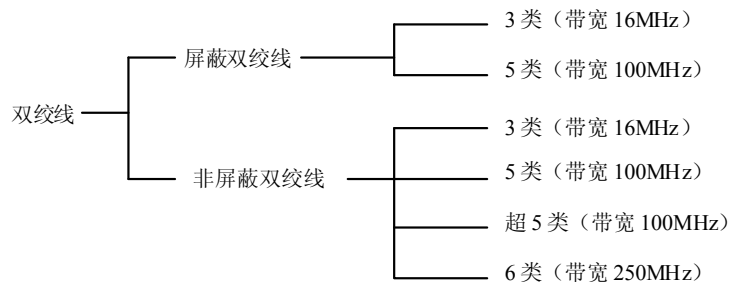 双绞线
屏蔽双绞线
3 类（带宽 16MHz）
5 类（带宽 100MHz）
非屏蔽双绞线
3 类（带宽 16MHz）
5 类（带宽 100MHz）
超 5 类（带宽 100MHz）
6 类（带宽 250MHz）